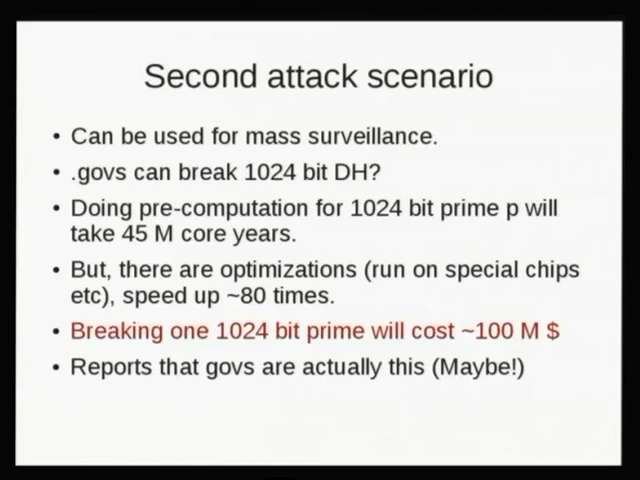 Second attack scenario
• Can be used for mass surveillance.
• .govs can break 1024 bit DH?
• Doing pre-computation for 1024 bit prime p will
take 45 M core years.
• But, there are optimizations (run on special chips
etc), speed up ~80 times.
• Breaking one 1024 bit prime will cost ~100 M $
• Reports that govs are actually this (Maybe!)